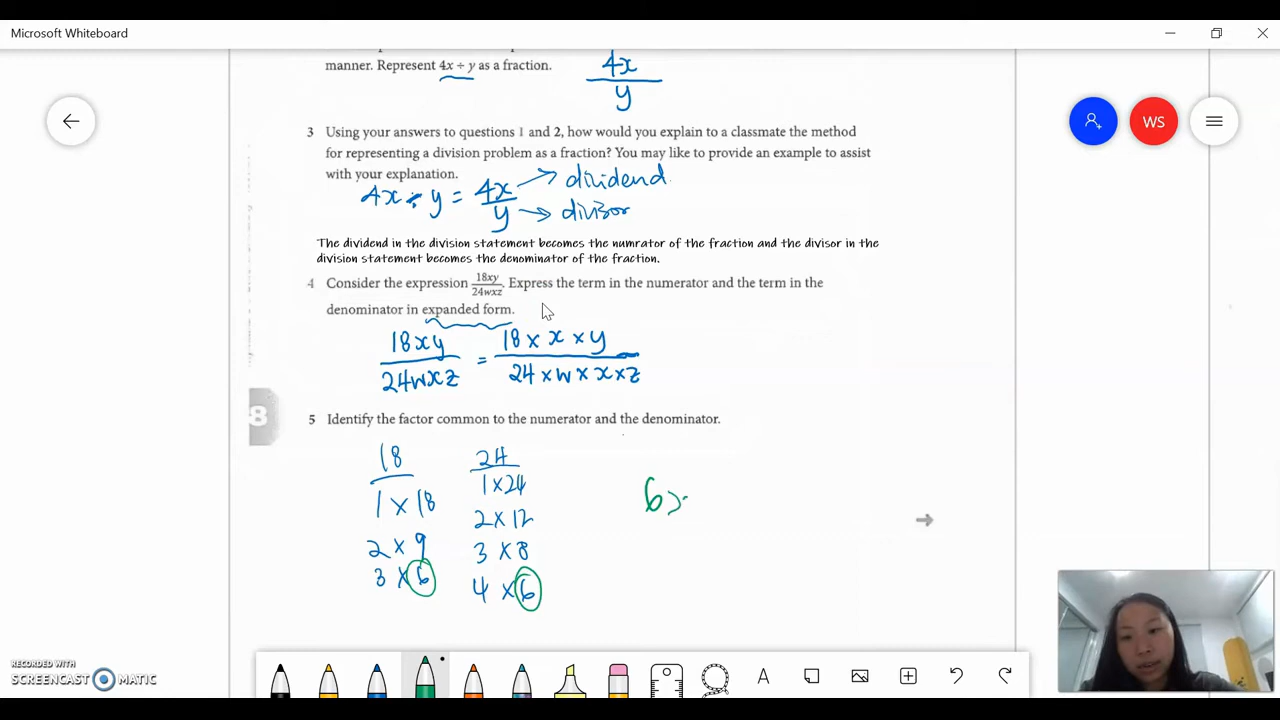 Microsoft Whiteboard
manner. Represent 4x ÷ y as a fraction.
4x
y
WS
3 Using your answers to questions 1 and 2, how would you explain to a classmate the method
for representing a division problem as a fraction? You may like to provide an example to assist
with your explanation.
4x ÷ y = 4x/y
dividend
divisor
The dividend in the division statement becomes the numrator of the fraction and the divisor in the
division statement becomes the denominator of the fraction.
4 Consider the expression 18xy/24wxz. Express the term in the numerator and the term in the
denominator in expanded form.
18xy/24wxz = 18 × x × y/24 × w × x × z
8
5 Identify the factor common to the numerator and the denominator.
18 24
1 × 18 1 × 24
2 × 9 2 × 12
3 × 6 3 × 8
4 × 6
6
RECORDED WITH
SCREENCAST MATIC
A